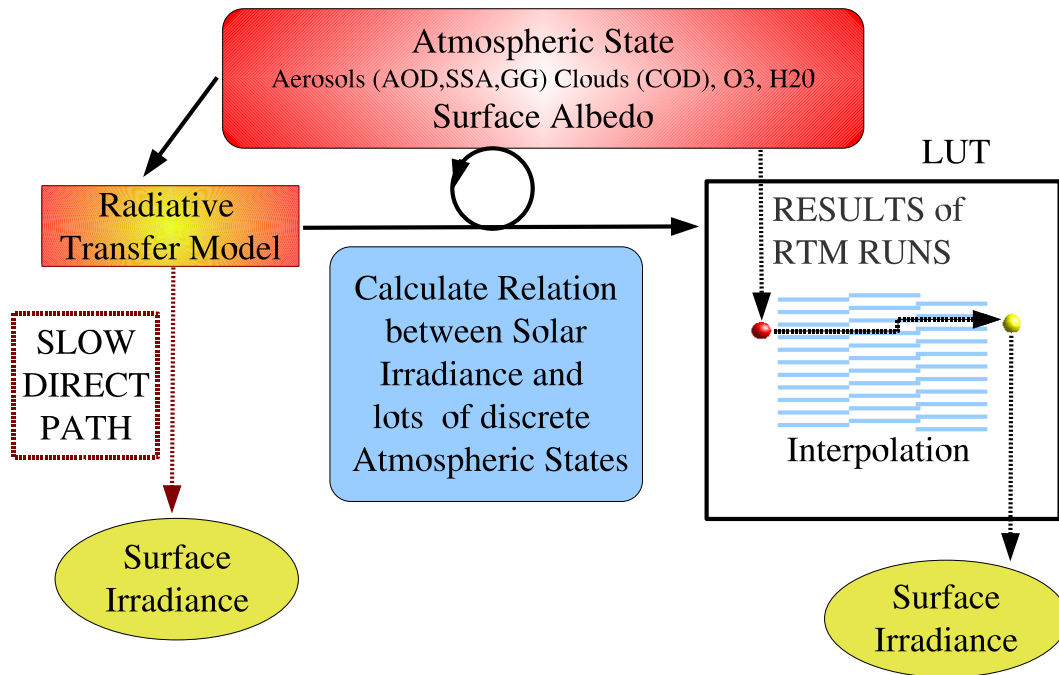 Atmospheric State
Aerosols (AOD,SSA,GG) Clouds (COD), O3, H20
Surface Albedo
LUT
Radiative
Transfer Model
RESULTS of
RTM RUNS
Calculate Relation
between Solar
Irradiance and
lots of discrete
Atmospheric States
SLOW
DIRECT
PATH
Interpolation
Surface
Irradiance
Surface
Irradiance